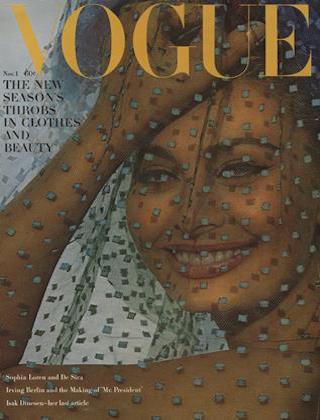 VOGUE
Nov. 1 60c
THE NEW
SEASON'S
THROBS
IN CLOTHES
AND
BEAUTY
Sophia Loren and De Sica
Irving Berlin and the Making of 'Mr. President'
Isak Dinesen–her last article